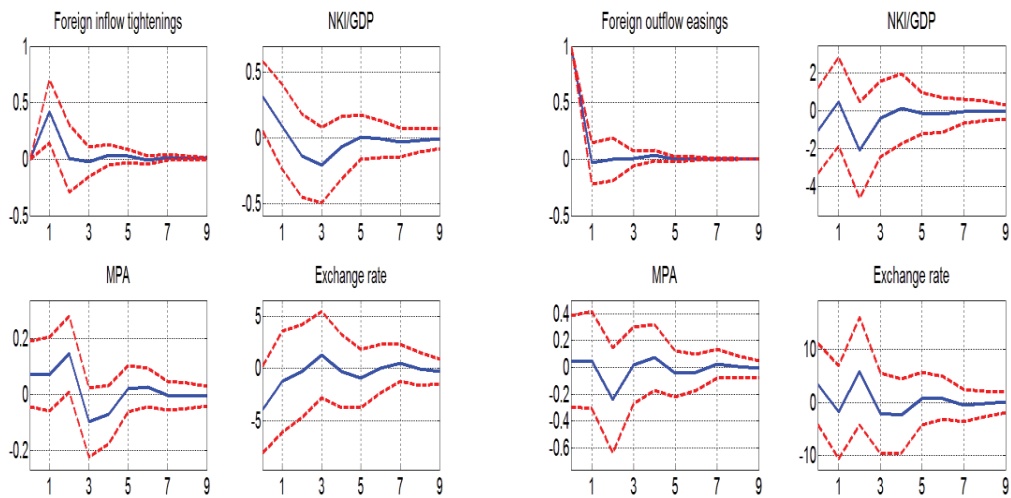 Foreign inflow tightenings
NKI/GDP
Foreign outflow easings
NKI/GDP
1
0.5
0
-0.5
1 3 5 7 9
0.5
0
-0.5
1 3 5 7 9
1
0.5
0
-0.5
1 3 5 7 9
2
0
-2
-4
1 3 5 7 9
MPA
Exchange rate
MPA
Exchange rate
0.2
0
-0.2
1 3 5 7 9
5
0
-5
1 3 5 7 9
0.4
0.2
0
-0.2
-0.4
-0.6
1 3 5 7 9
10
0
-10
1 3 5 7 9